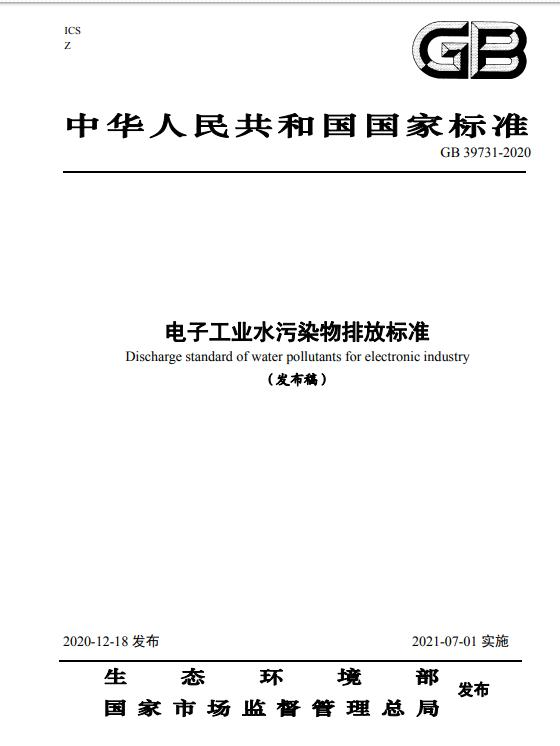 ICS
Z
GB
中华人民共和国国家标准
GB 39731-2020
电子工业水污染物排放标准
Discharge standard of water pollutants for electronic industry
（发布稿）
2020-12-18 发布
2021-07-01 实施
生态环境部
国家市场监督管理总局
发布